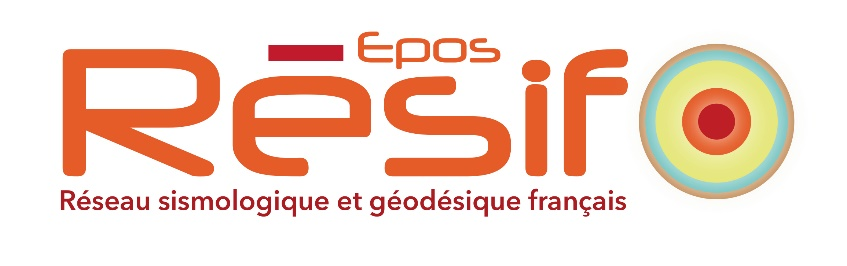 Epos
Résif
Réseau sismologique et géodésique français